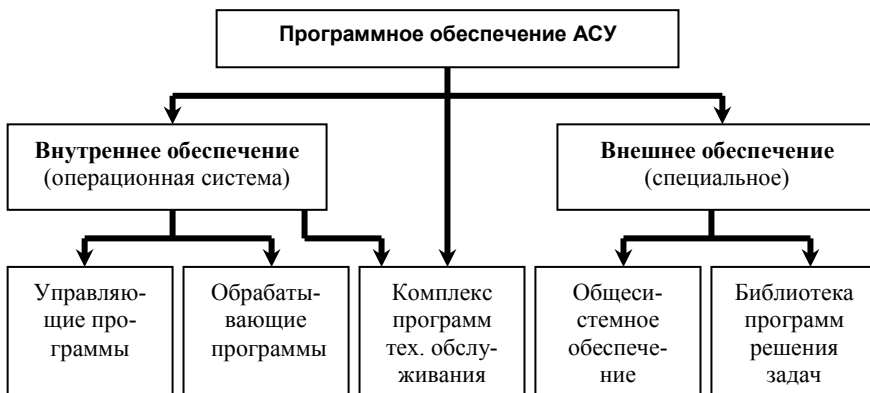 Программное обеспечение АСУ
Внутреннее обеспечение
(операционная система)
Внешнее обеспечение
(специальное)
Управляю-
щие про-
граммы
Обрабаты-
вающие
программы
Комплекс
программ
тех. обслу-
живания
Общеси-
стемное
обеспече-
ние
Библиотека
программ
решения
задач